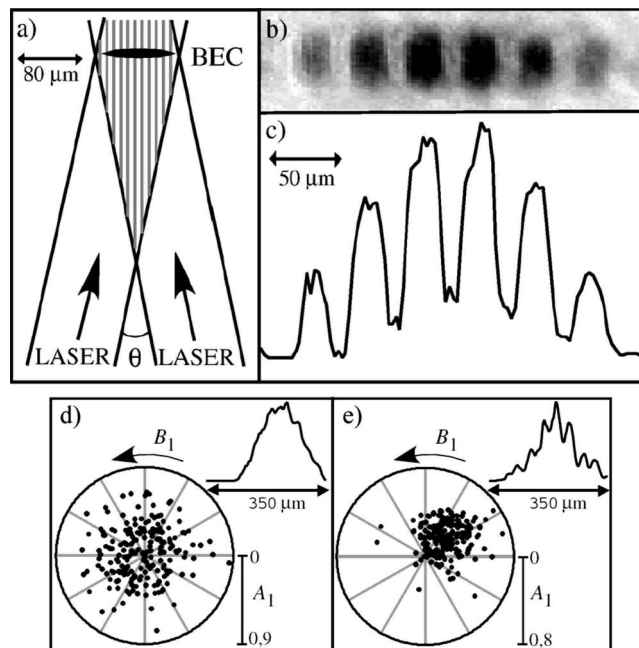 a)
80 µm
BEC
LASER
θ
LASER
b)
c)
50 µm
d)
B1
350 µm
0
A1
0,9
e)
B1
350 µm
0
A1
0,8